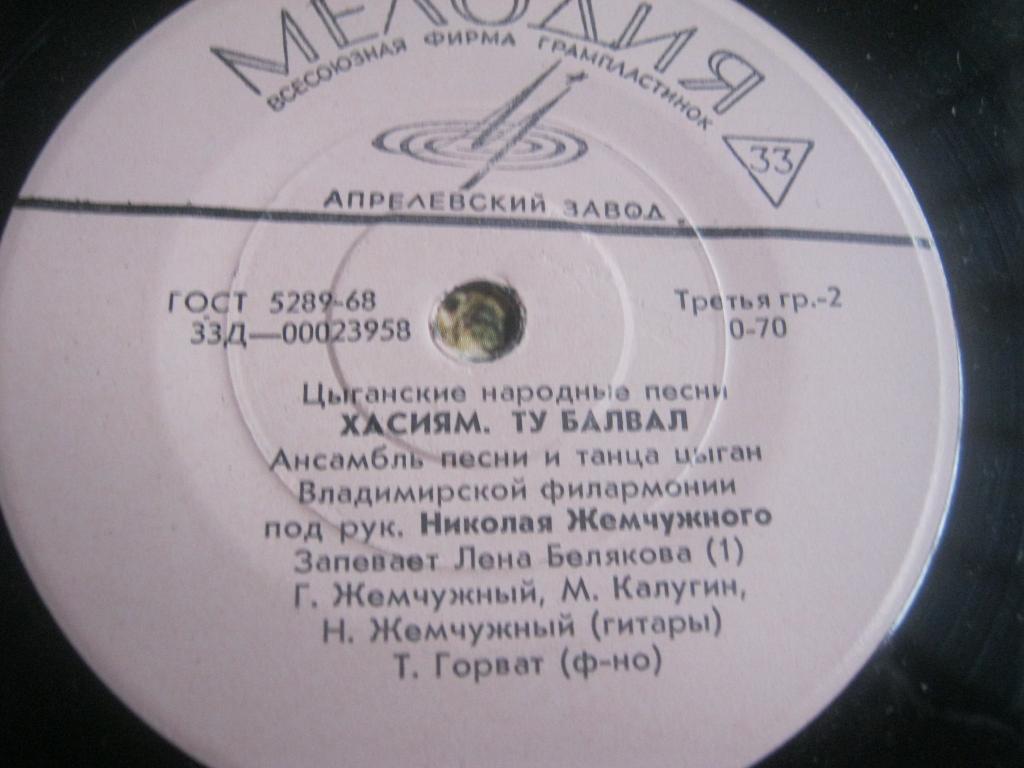 МЕЛОДИЯ
ВСЕСОЮЗНАЯ ФИРМА ГРАМПЛАСТИНОК
33
АПРЕЛЕВСКИЙ ЗАВОД
ГОСТ 5289-68
33Д—00023958
Третья гр.-2
0-70
Цыганские народные песни
ХАСИЯМ. ТУ БАЛВАЛ
Ансамбль песни и танца цыган
Владимирской филармонии
под рук. Николая Жемчужного
Запевает Лена Белякова (1)
Г. Жемчужный, М. Калугин,
Н. Жемчужный (гитары)
Т. Горват (ф-но)